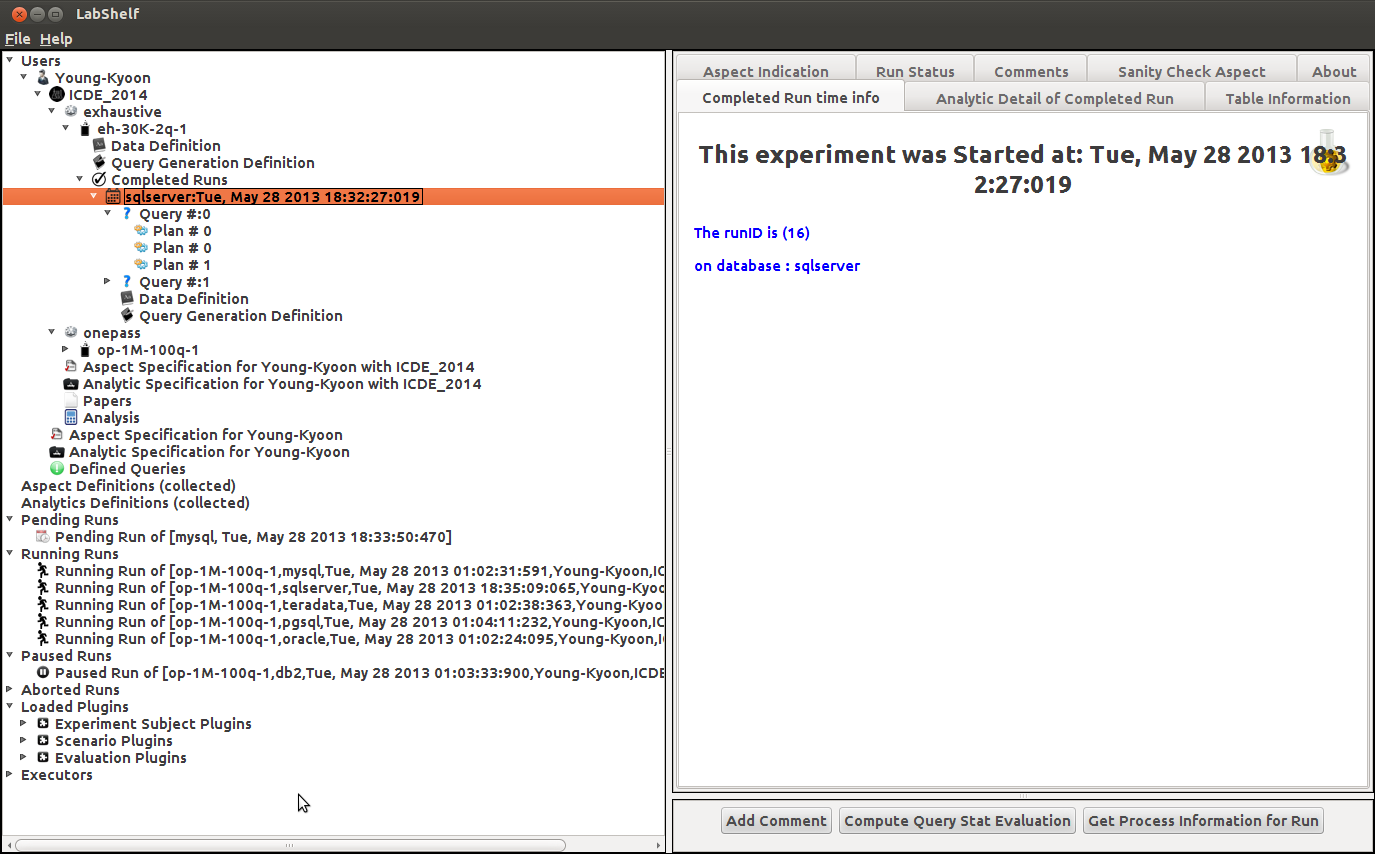 LabShelf
File Help
Users
Young-Kyoon
ICDE_2014
exhaustive
eh-30K-2q-1
Data Definition
Query Generation Definition
Completed Runs
sqlserver:Tue, May 28 2013 18:32:27:019
Query #:0
Plan # 0
Plan # 0
Plan # 1
Query #:1
Data Definition
Query Generation Definition
onepass
op-1M-100q-1
Aspect Specification for Young-Kyoon with ICDE_2014
Analytic Specification for Young-Kyoon with ICDE_2014
Papers
Analysis
Aspect Specification for Young-Kyoon
Analytic Specification for Young-Kyoon
Defined Queries
Aspect Definitions (collected)
Analytics Definitions (collected)
Pending Runs
Pending Run of [mysql, Tue, May 28 2013 18:33:50:470]
Running Runs
Running Run of [op-1M-100q-1,mysql,Tue, May 28 2013 01:02:31:591,Young-Kyoon,IC
Running Run of [op-1M-100q-1,sqlserver,Tue, May 28 2013 18:35:09:065,Young-Kyoo
Running Run of [op-1M-100q-1,teradata,Tue, May 28 2013 01:02:38:363,Young-Kyoo
Running Run of [op-1M-100q-1,pgsql,Tue, May 28 2013 01:04:11:232,Young-Kyoon,IC
Running Run of [op-1M-100q-1,oracle,Tue, May 28 2013 01:02:24:095,Young-Kyoon,I
Paused Runs
Paused Run of [op-1M-100q-1,db2,Tue, May 28 2013 01:03:33:900,Young-Kyoon,ICDE
Aborted Runs
Loaded Plugins
Experiment Subject Plugins
Scenario Plugins
Evaluation Plugins
Executors
Aspect Indication Run Status Comments Sanity Check Aspect About
Completed Run time info Analytic Detail of Completed Run Table Information
This experiment was Started at: Tue, May 28 2013 18:3
2:27:019
The runID is (16)
on database : sqlserver
Add Comment Compute Query Stat Evaluation Get Process Information for Run